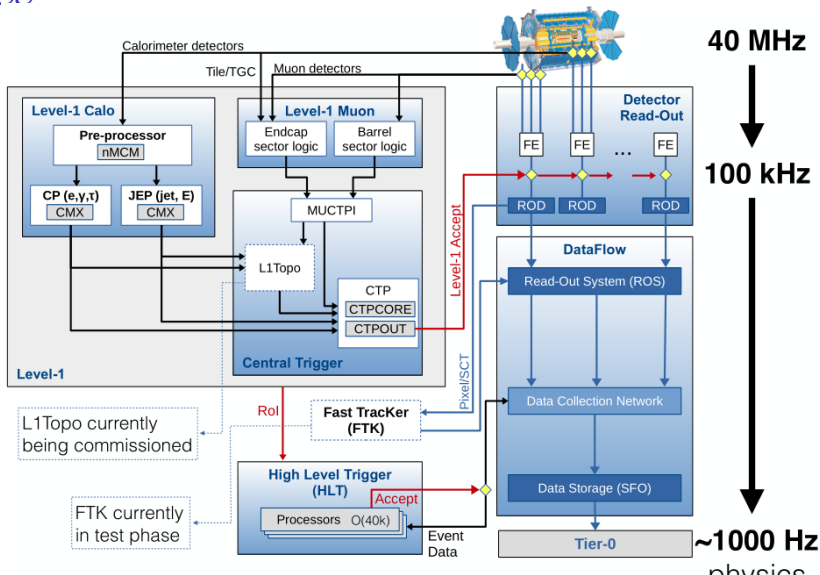 40 MHz
Calorimeter detectors
Tile/TGC
Muon detectors
Level-1 Calo
Pre-processor
nMCM
CP (e,γ,τ)
CMX
JEP (jet, E)
CMX
Level-1 Muon
Endcap
sector logic
Barrel
sector logic
Detector
Read-Out
FE
FE
...
FE
100 kHz
ROD
ROD
ROD
MUCTPI
L1Topo
CTP
CTPCORE
CTPOUT
Central Trigger
Level-1
Level-1 Accept
DataFlow
Read-Out System (ROS)
Pixel/SCT
Data Collection Network
Data Storage (SFO)
Tier-0
~1000 Hz
RoI
Fast TracKer
(FTK)
L1Topo currently
being commissioned
High Level Trigger
(HLT)
Accept
Processors O(40k)
Event
Data
FTK currently
in test phase